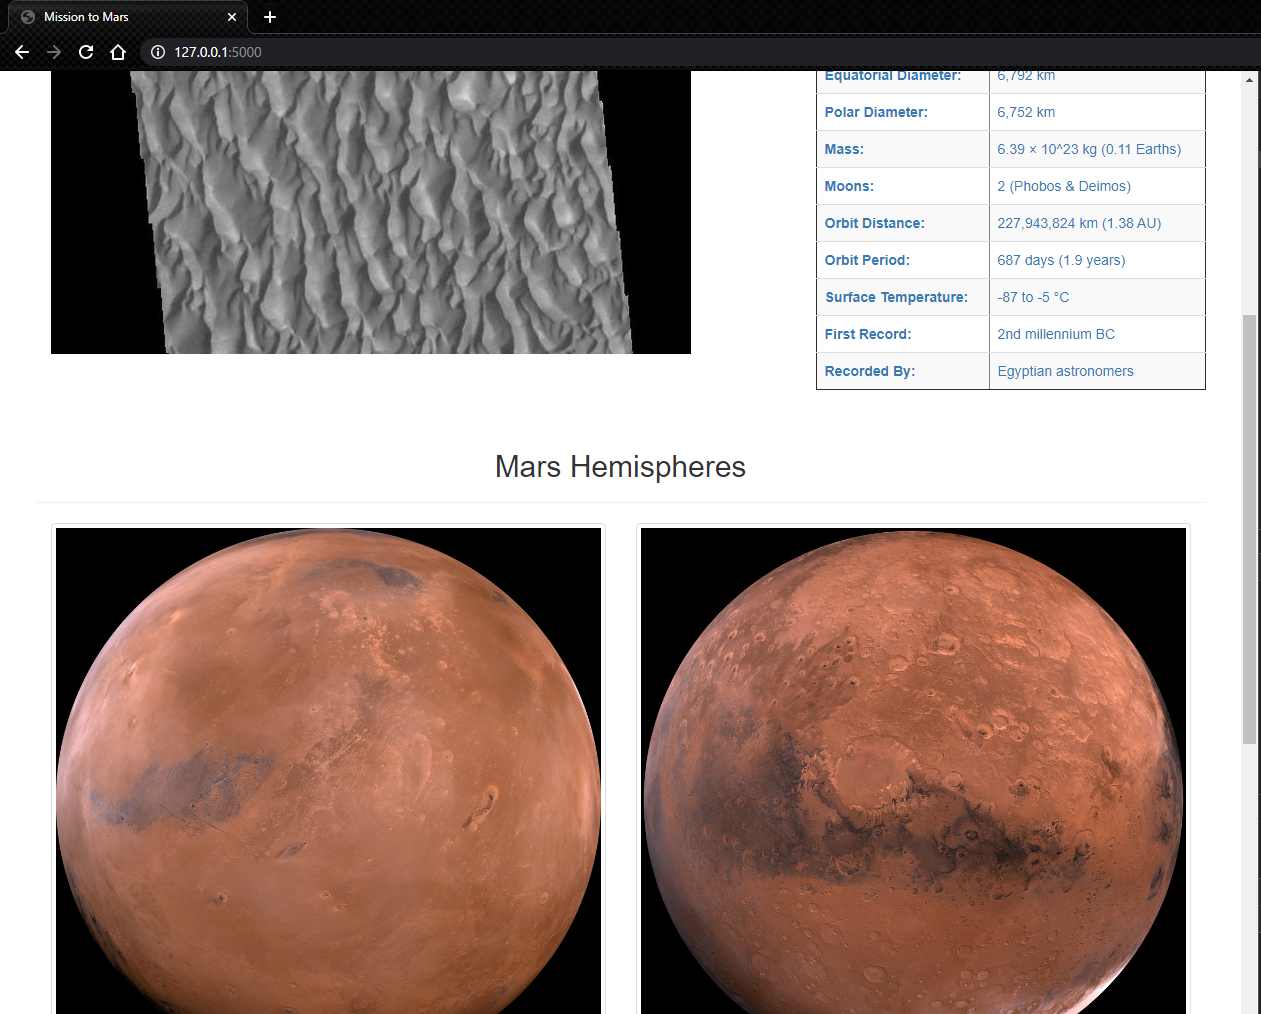 Mission to Mars
127.0.0.1:5000
Equatorial Diameter: 6,792 km
Polar Diameter: 6,752 km
Mass: 6.39 × 10^23 kg (0.11 Earths)
Moons: 2 (Phobos & Deimos)
Orbit Distance: 227,943,824 km (1.38 AU)
Orbit Period: 687 days (1.9 years)
Surface Temperature: -87 to -5 °C
First Record: 2nd millennium BC
Recorded By: Egyptian astronomers
Mars Hemispheres